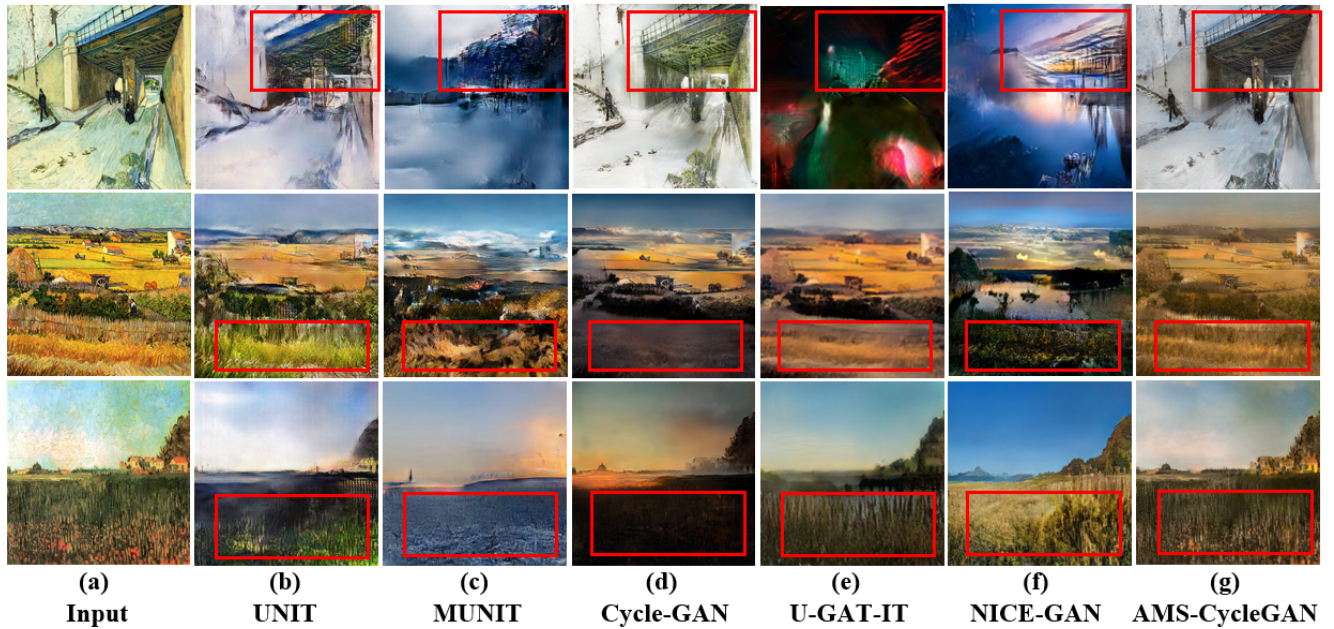 (a) (b) (c) (d) (e) (f) (g)
Input UNIT MUNIT Cycle-GAN U-GAT-IT NICE-GAN AMS-CycleGAN